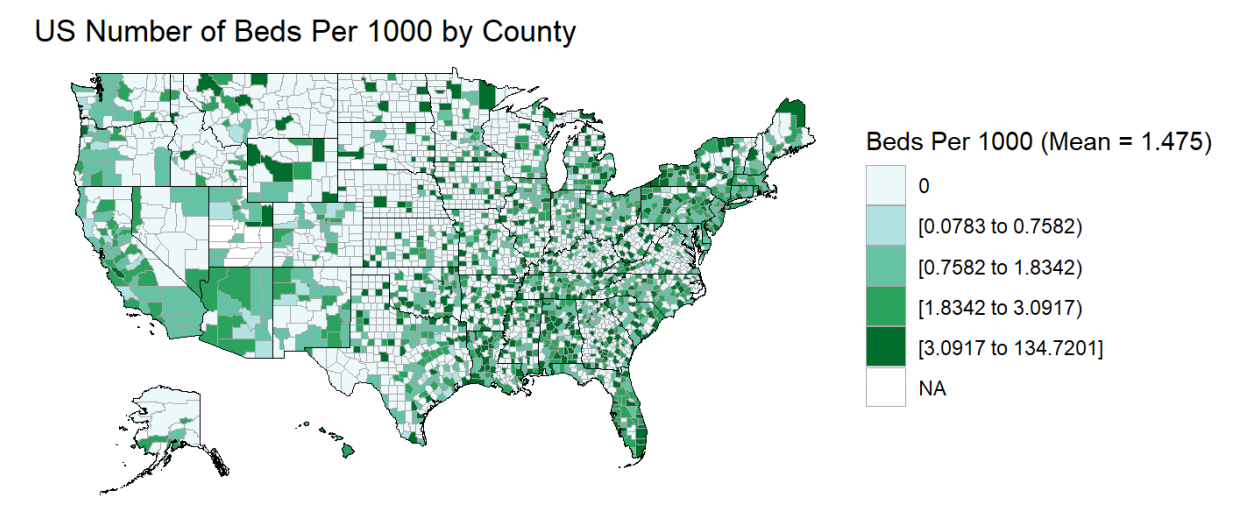 US Number of Beds Per 1000 by County
Beds Per 1000 (Mean = 1.475)
0
[0.0783 to 0.7582)
[0.7582 to 1.8342)
[1.8342 to 3.0917)
[3.0917 to 134.7201]
NA